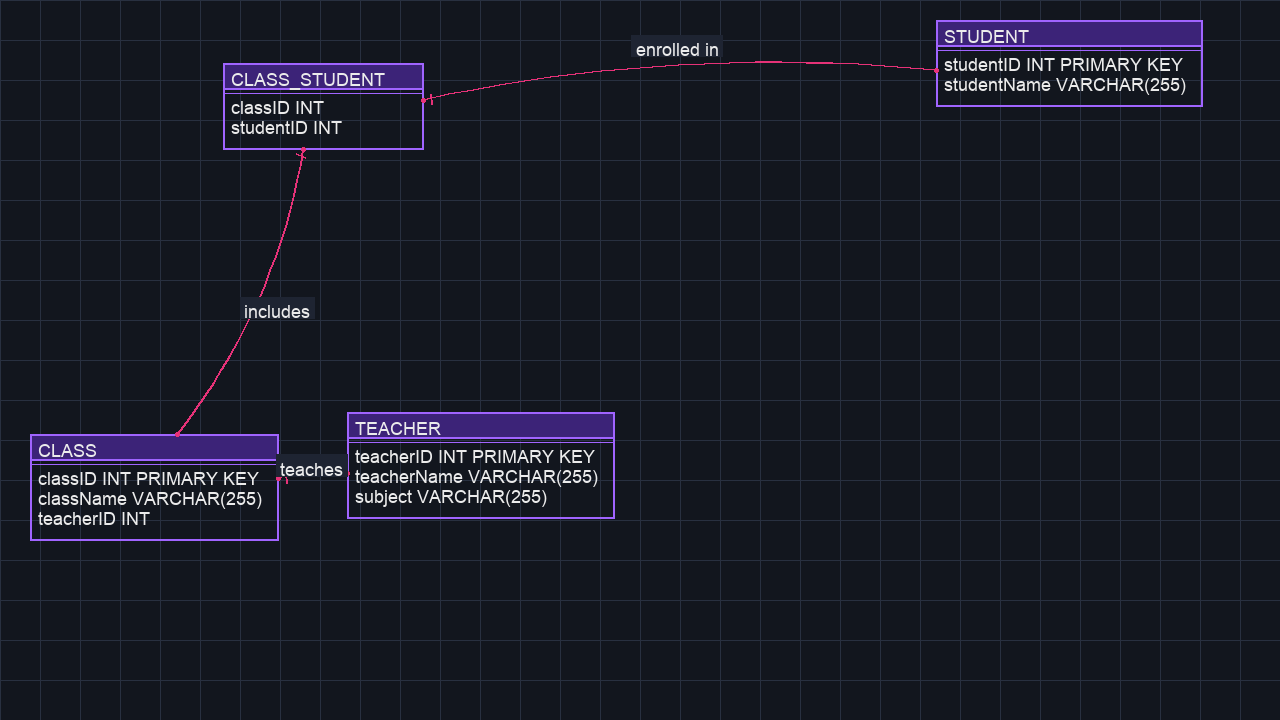 STUDENT
studentID INT PRIMARY KEY
studentName VARCHAR(255)
enrolled in
CLASS_STUDENT
classID INT
studentID INT
includes
CLASS
classID INT PRIMARY KEY
className VARCHAR(255)
teacherID INT
teaches
TEACHER
teacherID INT PRIMARY KEY
teacherName VARCHAR(255)
subject VARCHAR(255)